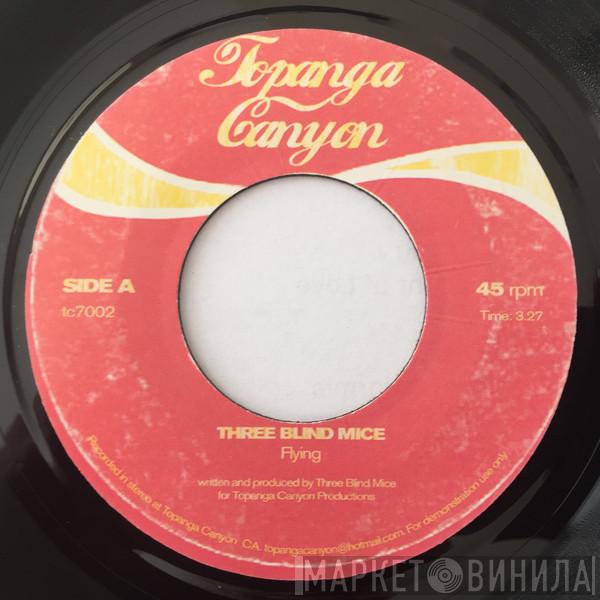 Topanga
Canyon
SIDE A
tc7002
45 rpm
Time: 3.27
THREE BLIND MICE
Flying
written and produced by Three Blind Mice
for Topanga Canyon Productions
Recorded in stereo at Topanga Canyon CA. topangacanyon@hotmail.com. For demonstration use only
МАРКЕТ ВИНИЛА